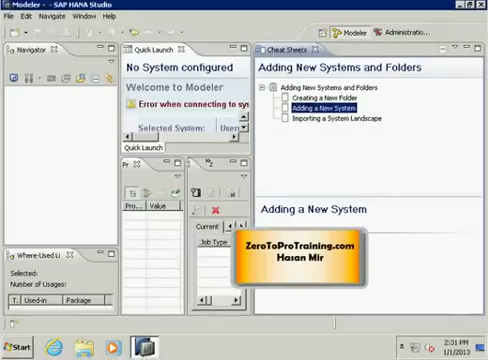 Modeler - - SAP HANA Studio
File Edit Navigate Window Help
Modeler
Administratio...
Navigator
Quick Launch
No System configured
Welcome to Modeler
Error when connecting to sys
Selected System:
User
Quick Launch
Cheat Sheets
Adding New Systems and Folders
Adding New Systems and Folders
Creating a New Folder
Adding a New System
Importing a System Landscape
Adding a New System
Pr
Pro... Value
Current
Job Type
Where-Used Li
Selected:
Number of Usages:
T. Used-in Package
ZeroToProTraining.com
Hasan Mir
Start
2:31 PM
1/1/2013